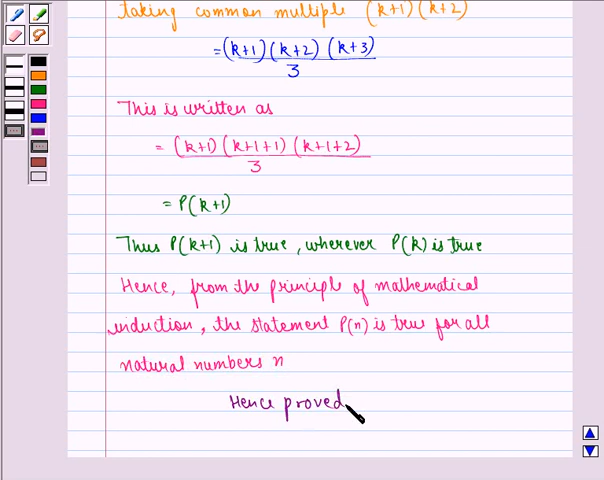 taking common multiple (k+1)(k+2)
= (k+1)(k+2)(k+3)
3
This is written as
= (k+1)(k+1+1)(k+1+2)
3
= P(k+1)
Thus P(k+1) is true, wherever P(k) is true
Hence, from the principle of mathematical
induction, the statement P(n) is true for all
natural numbers n
Hence proved